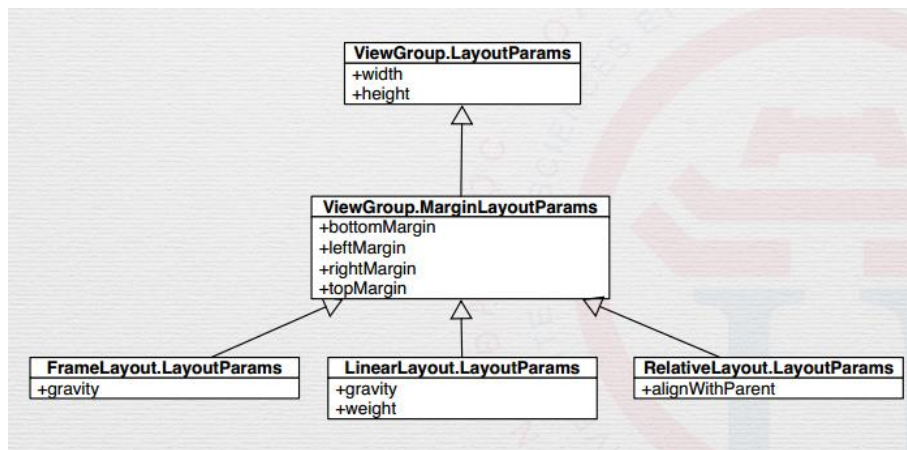 ViewGroup.LayoutParams
+width
+height
ViewGroup.MarginLayoutParams
+bottomMargin
+leftMargin
+rightMargin
+topMargin
FrameLayout.LayoutParams
+gravity
LinearLayout.LayoutParams
+gravity
+weight
RelativeLayout.LayoutParams
+alignWithParent